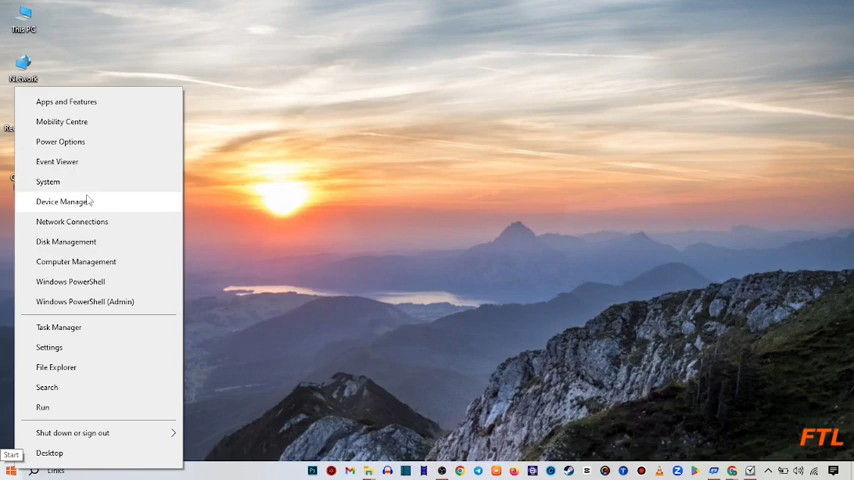 This PC
Network
Apps and Features
Mobility Centre
Power Options
Event Viewer
System
Device Manage
Network Connections
Disk Management
Computer Management
Windows PowerShell
Windows PowerShell (Admin)
Task Manager
Settings
File Explorer
Search
Run
Shut down or sign out
Desktop
Start
Links
FTL